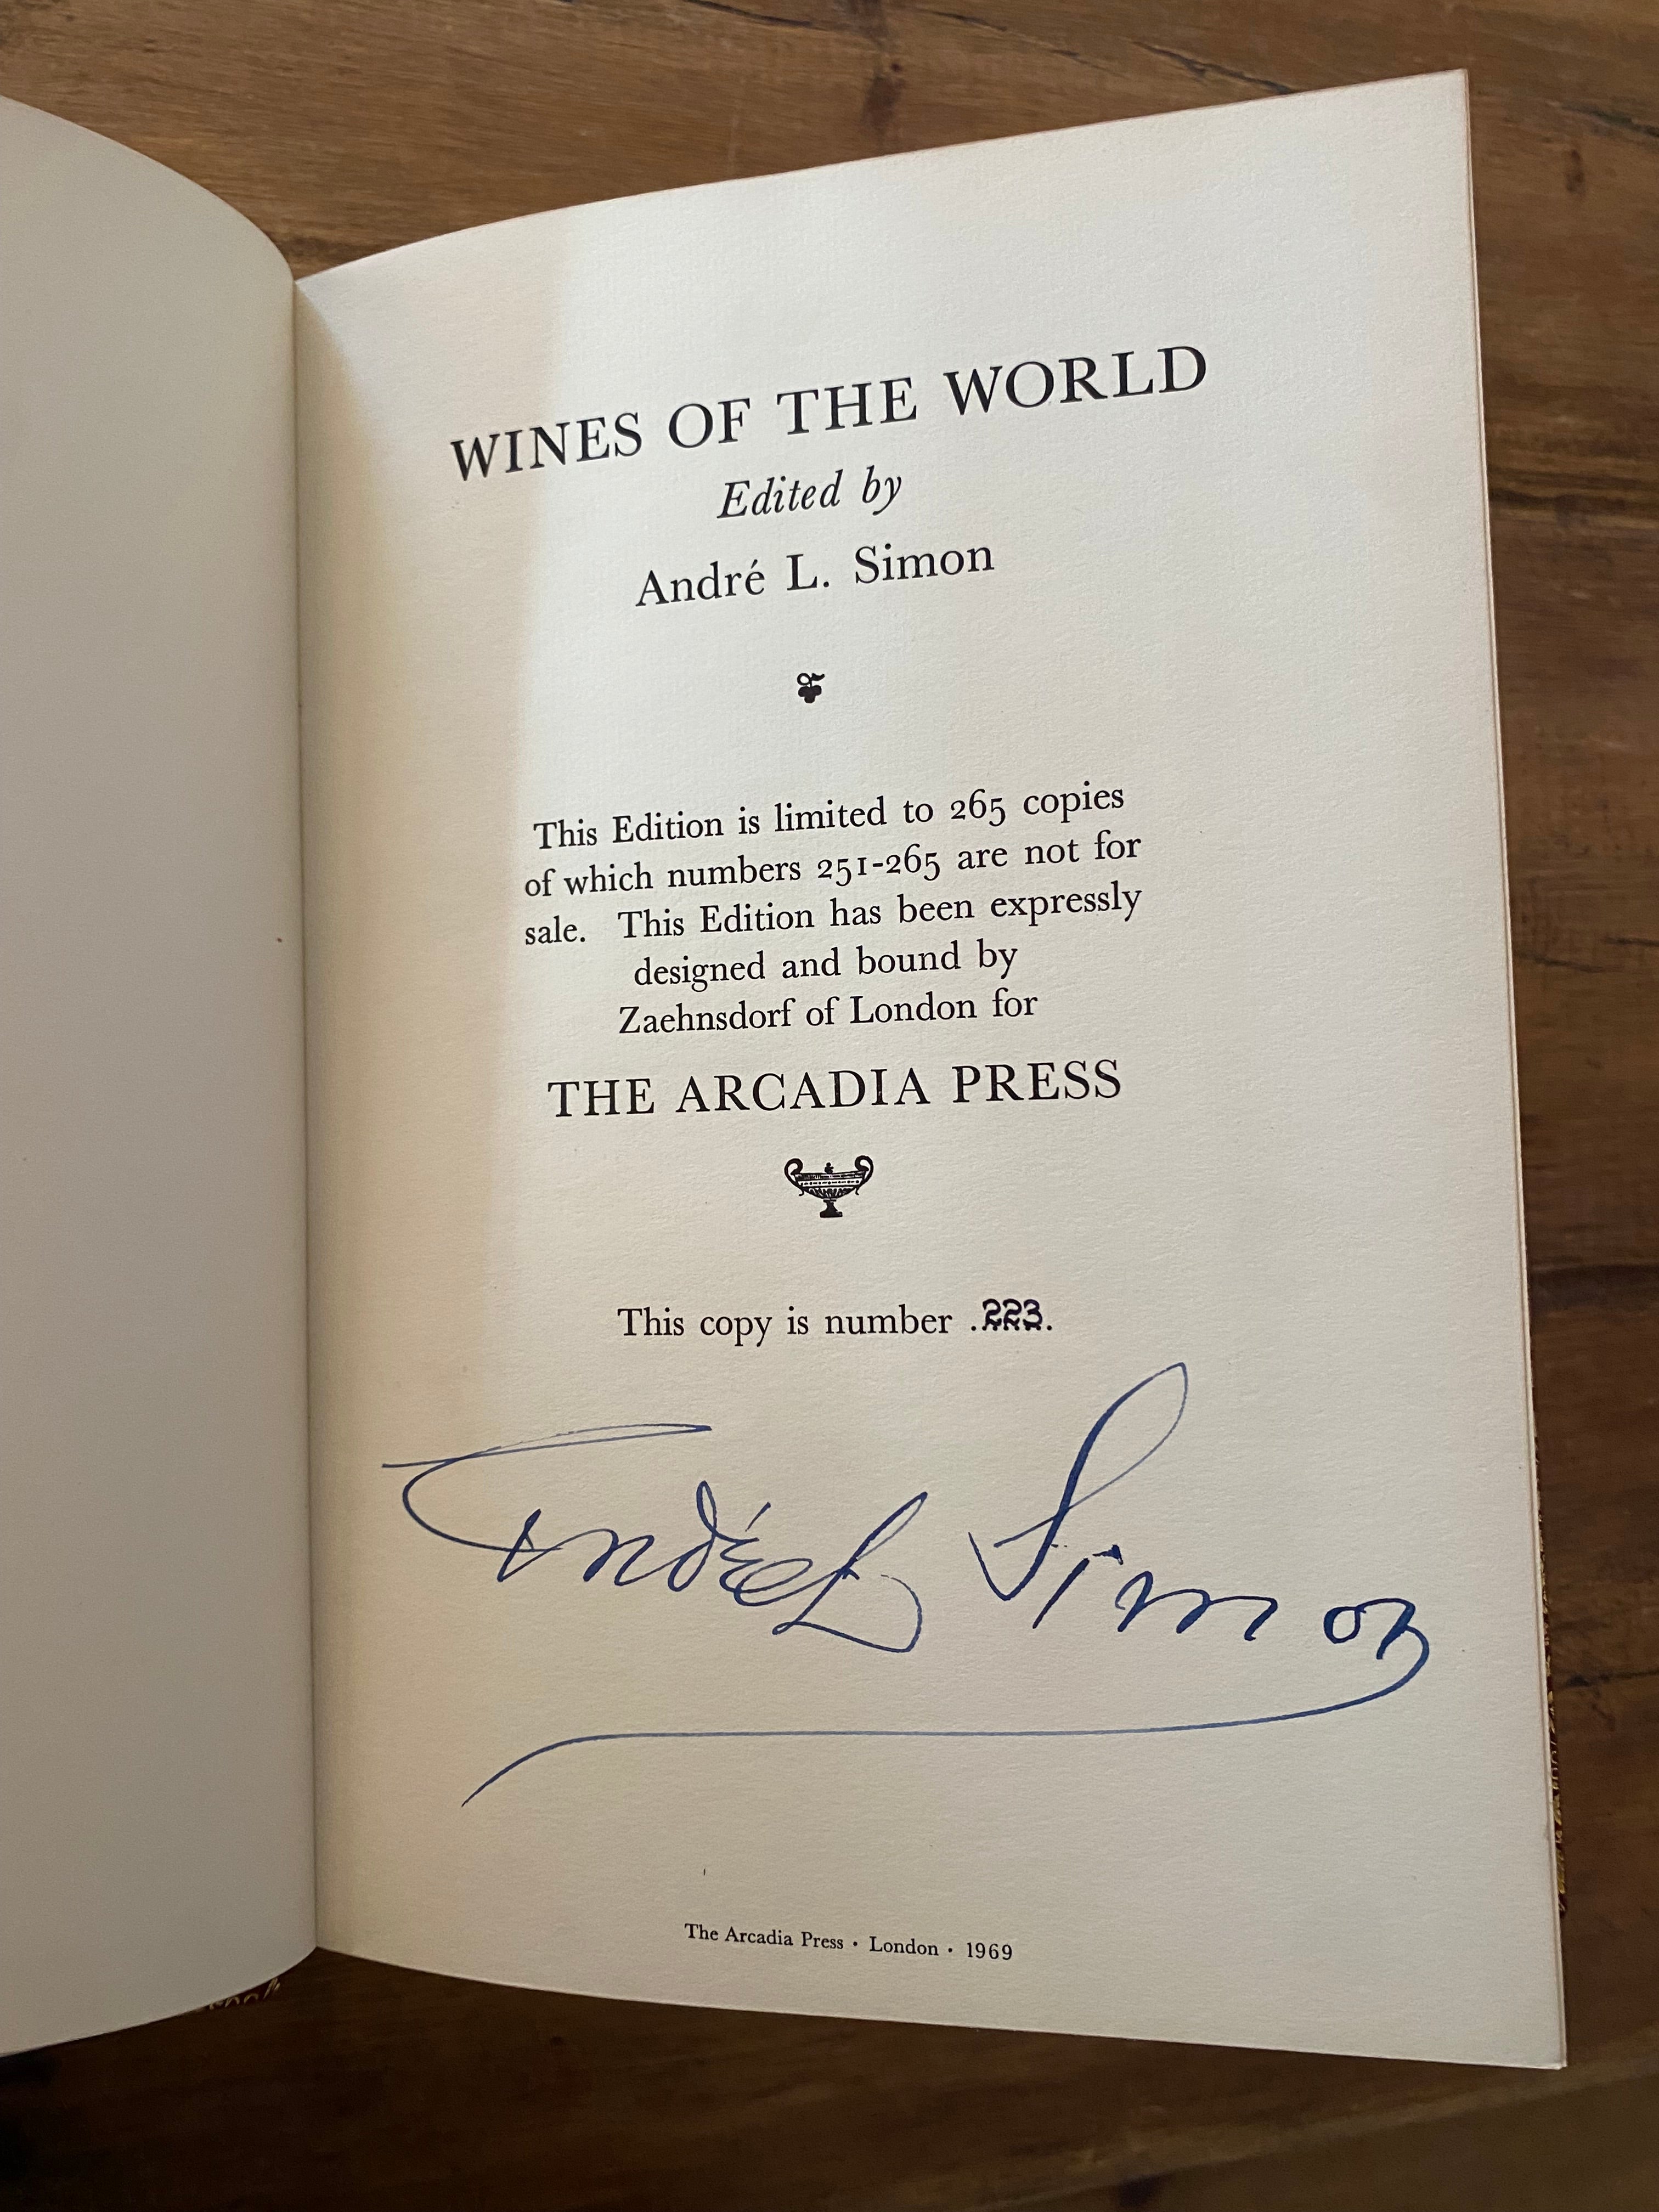 WINES OF THE WORLD
Edited by
André L. Simon
This Edition is limited to 265 copies
of which numbers 251-265 are not for
sale. This Edition has been expressly
designed and bound by
Zaehnsdorf of London for
THE ARCADIA PRESS
This copy is number .223.
André L Simon
The Arcadia Press · London · 1969